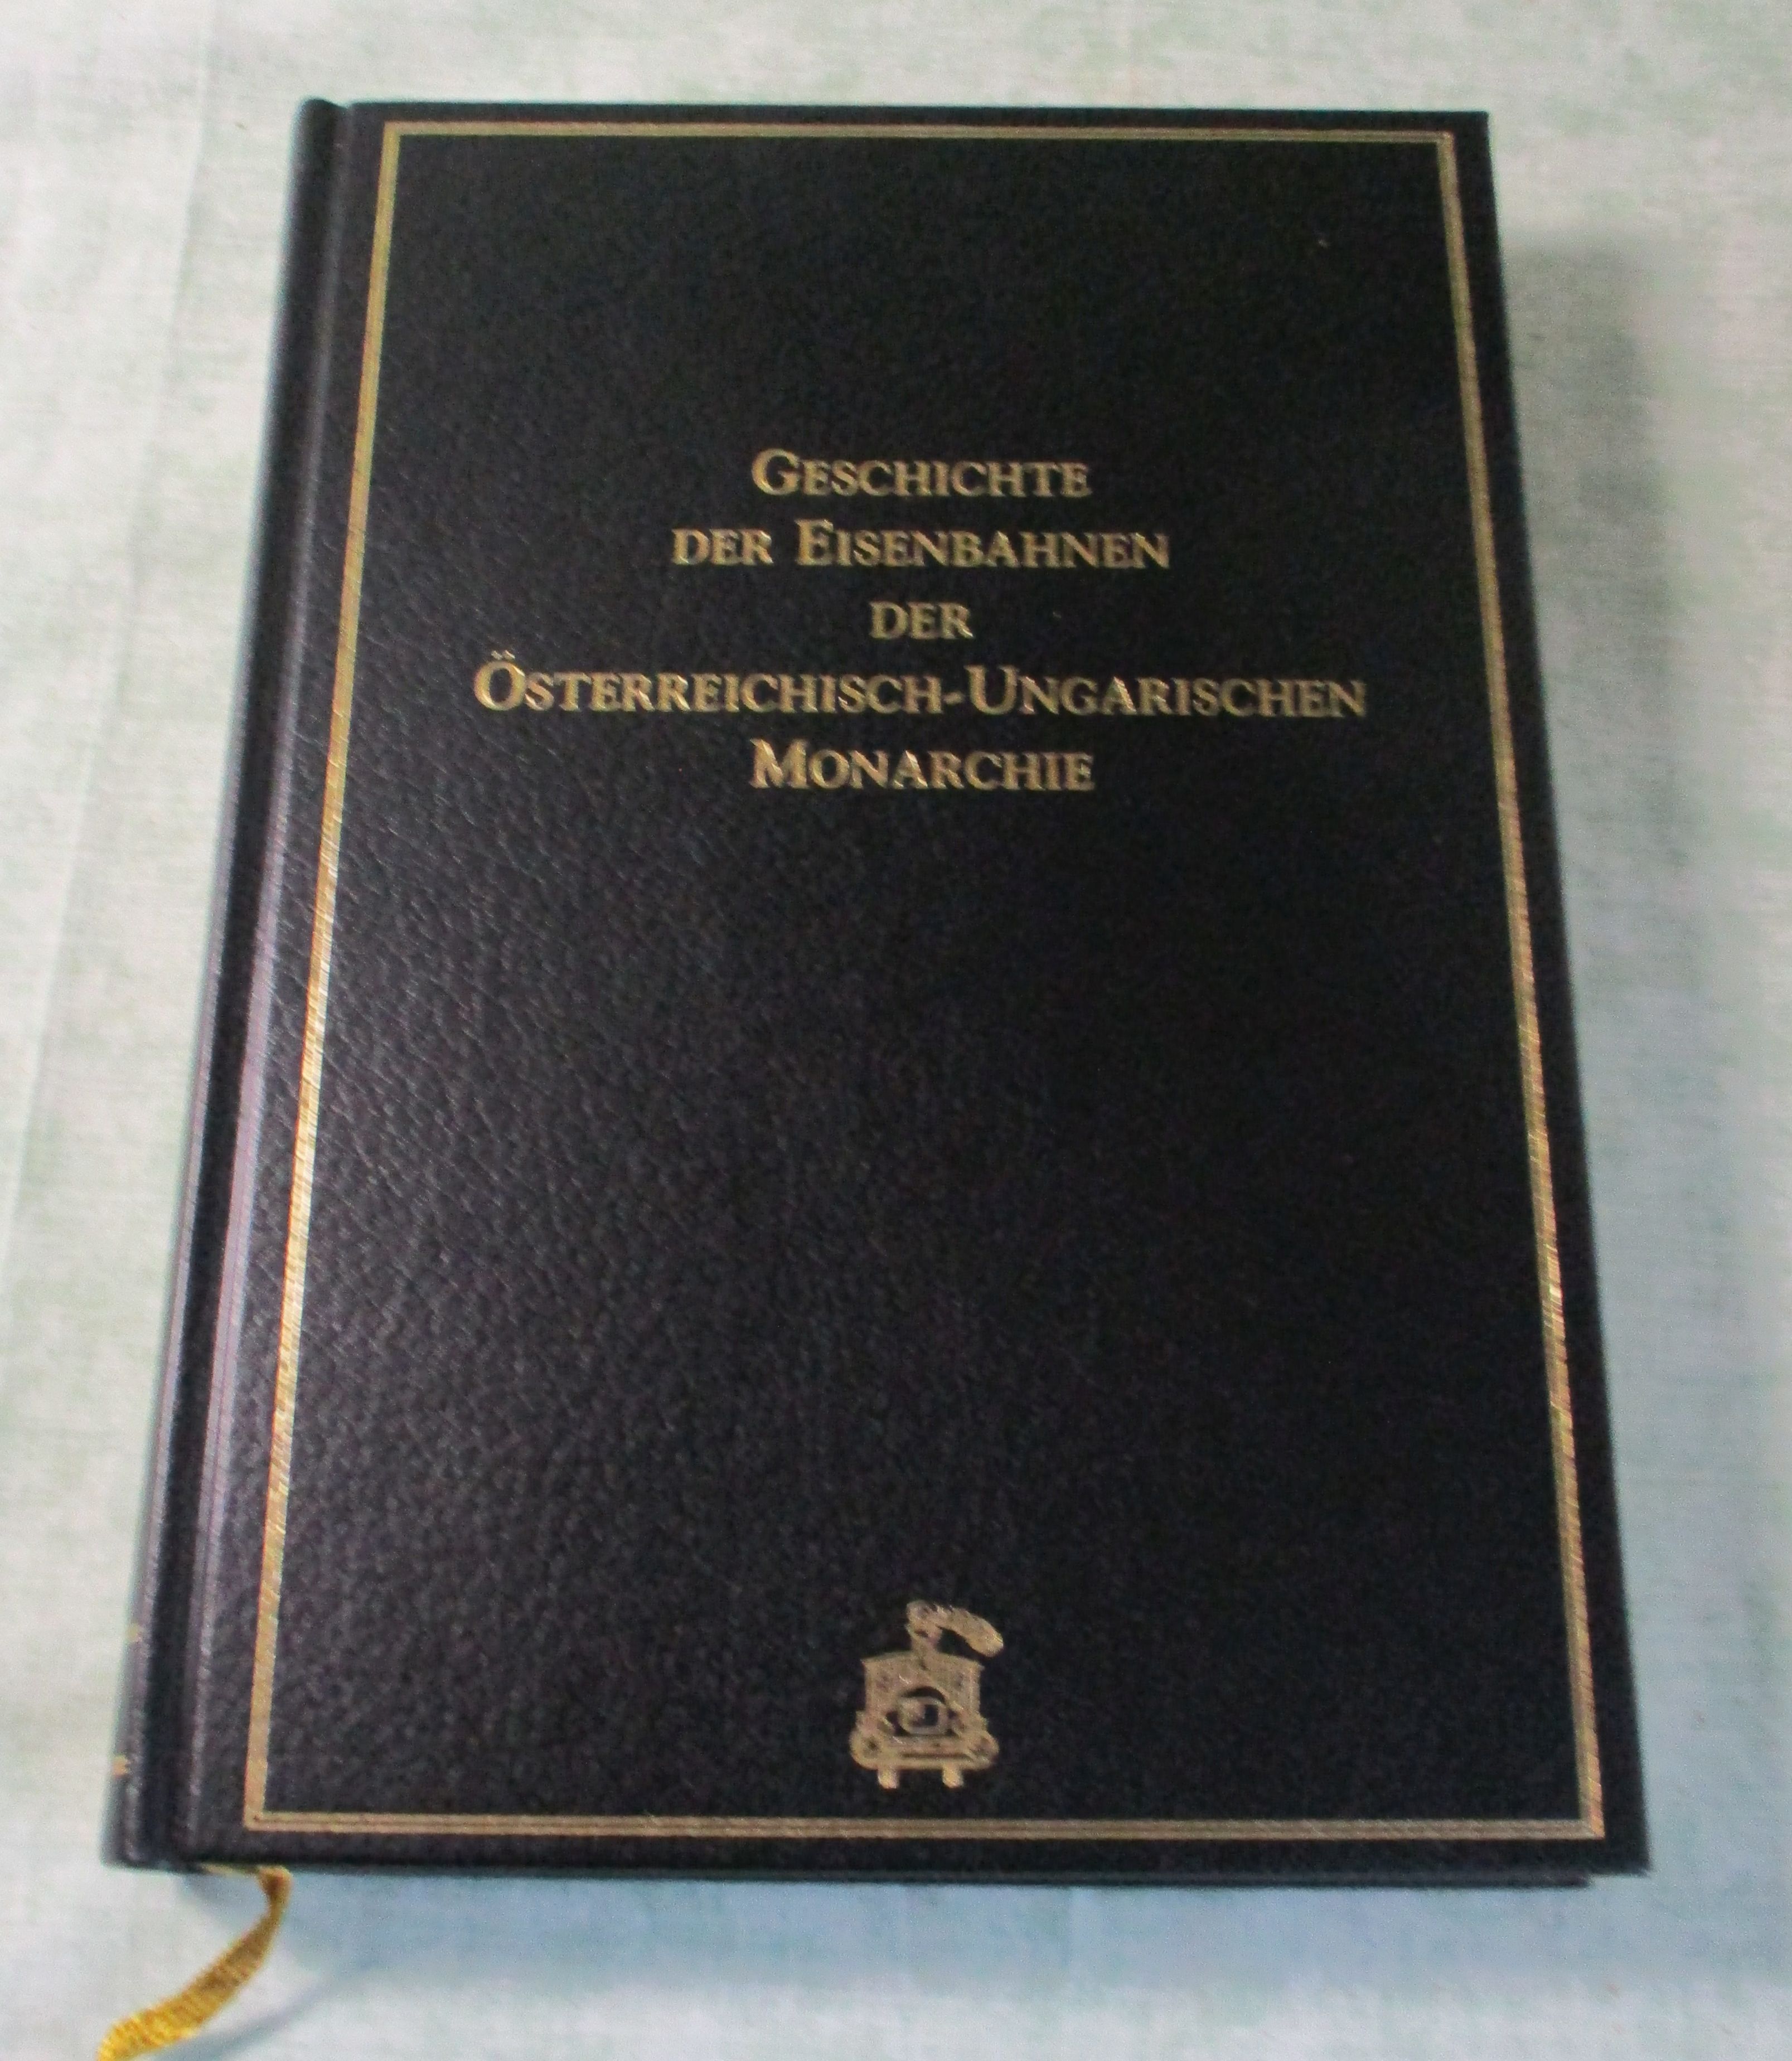 GESCHICHTE
DER EISENBAHNEN
DER
ÖSTERREICHISCH-UNGARISCHEN
MONARCHIE